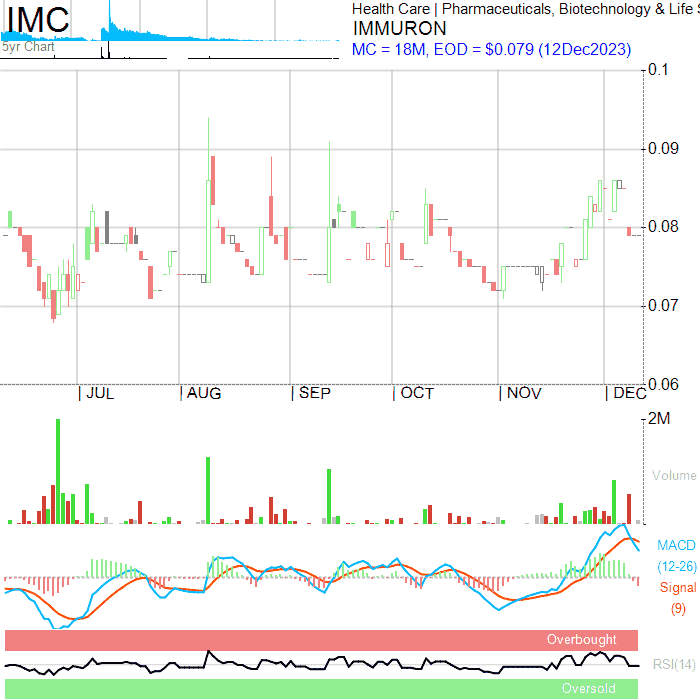 IMC
5yr Chart
Health Care | Pharmaceuticals, Biotechnology & Life
IMMURON
MC = 18M, EOD = $0.079 (12Dec2023)
0.1
0.09
0.08
0.07
0.06
JUL AUG SEP OCT NOV DEC
2M
Volume
MACD
(12-26)
Signal
(9)
Overbought
RSI(14)
Oversold